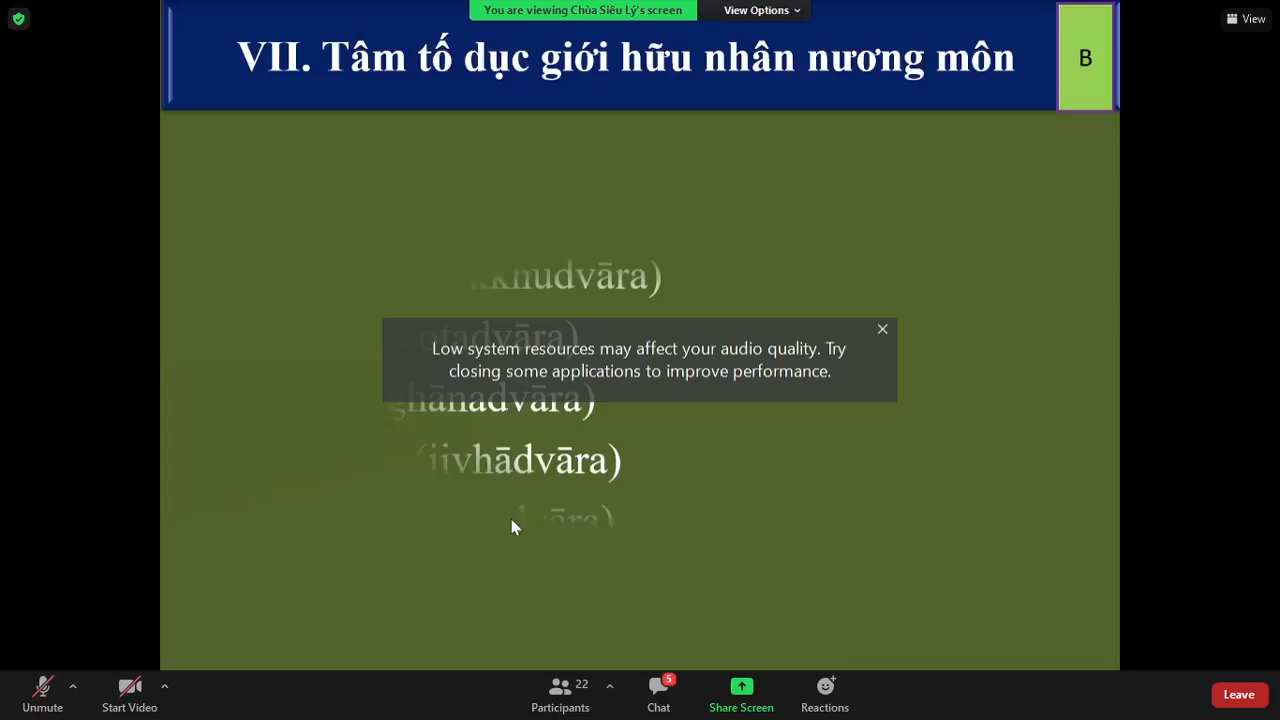 You are viewing Chùa Siêu Lý's screen
View Options
View
VII. Tâm tố dục giới hữu nhân nương môn
B
Low system resources may affect your audio quality. Try
closing some applications to improve performance.
ghānadvāra)
(jivhādvāra)
Unmute
Start Video
22
Participants
5
Chat
Share Screen
Reactions
Leave